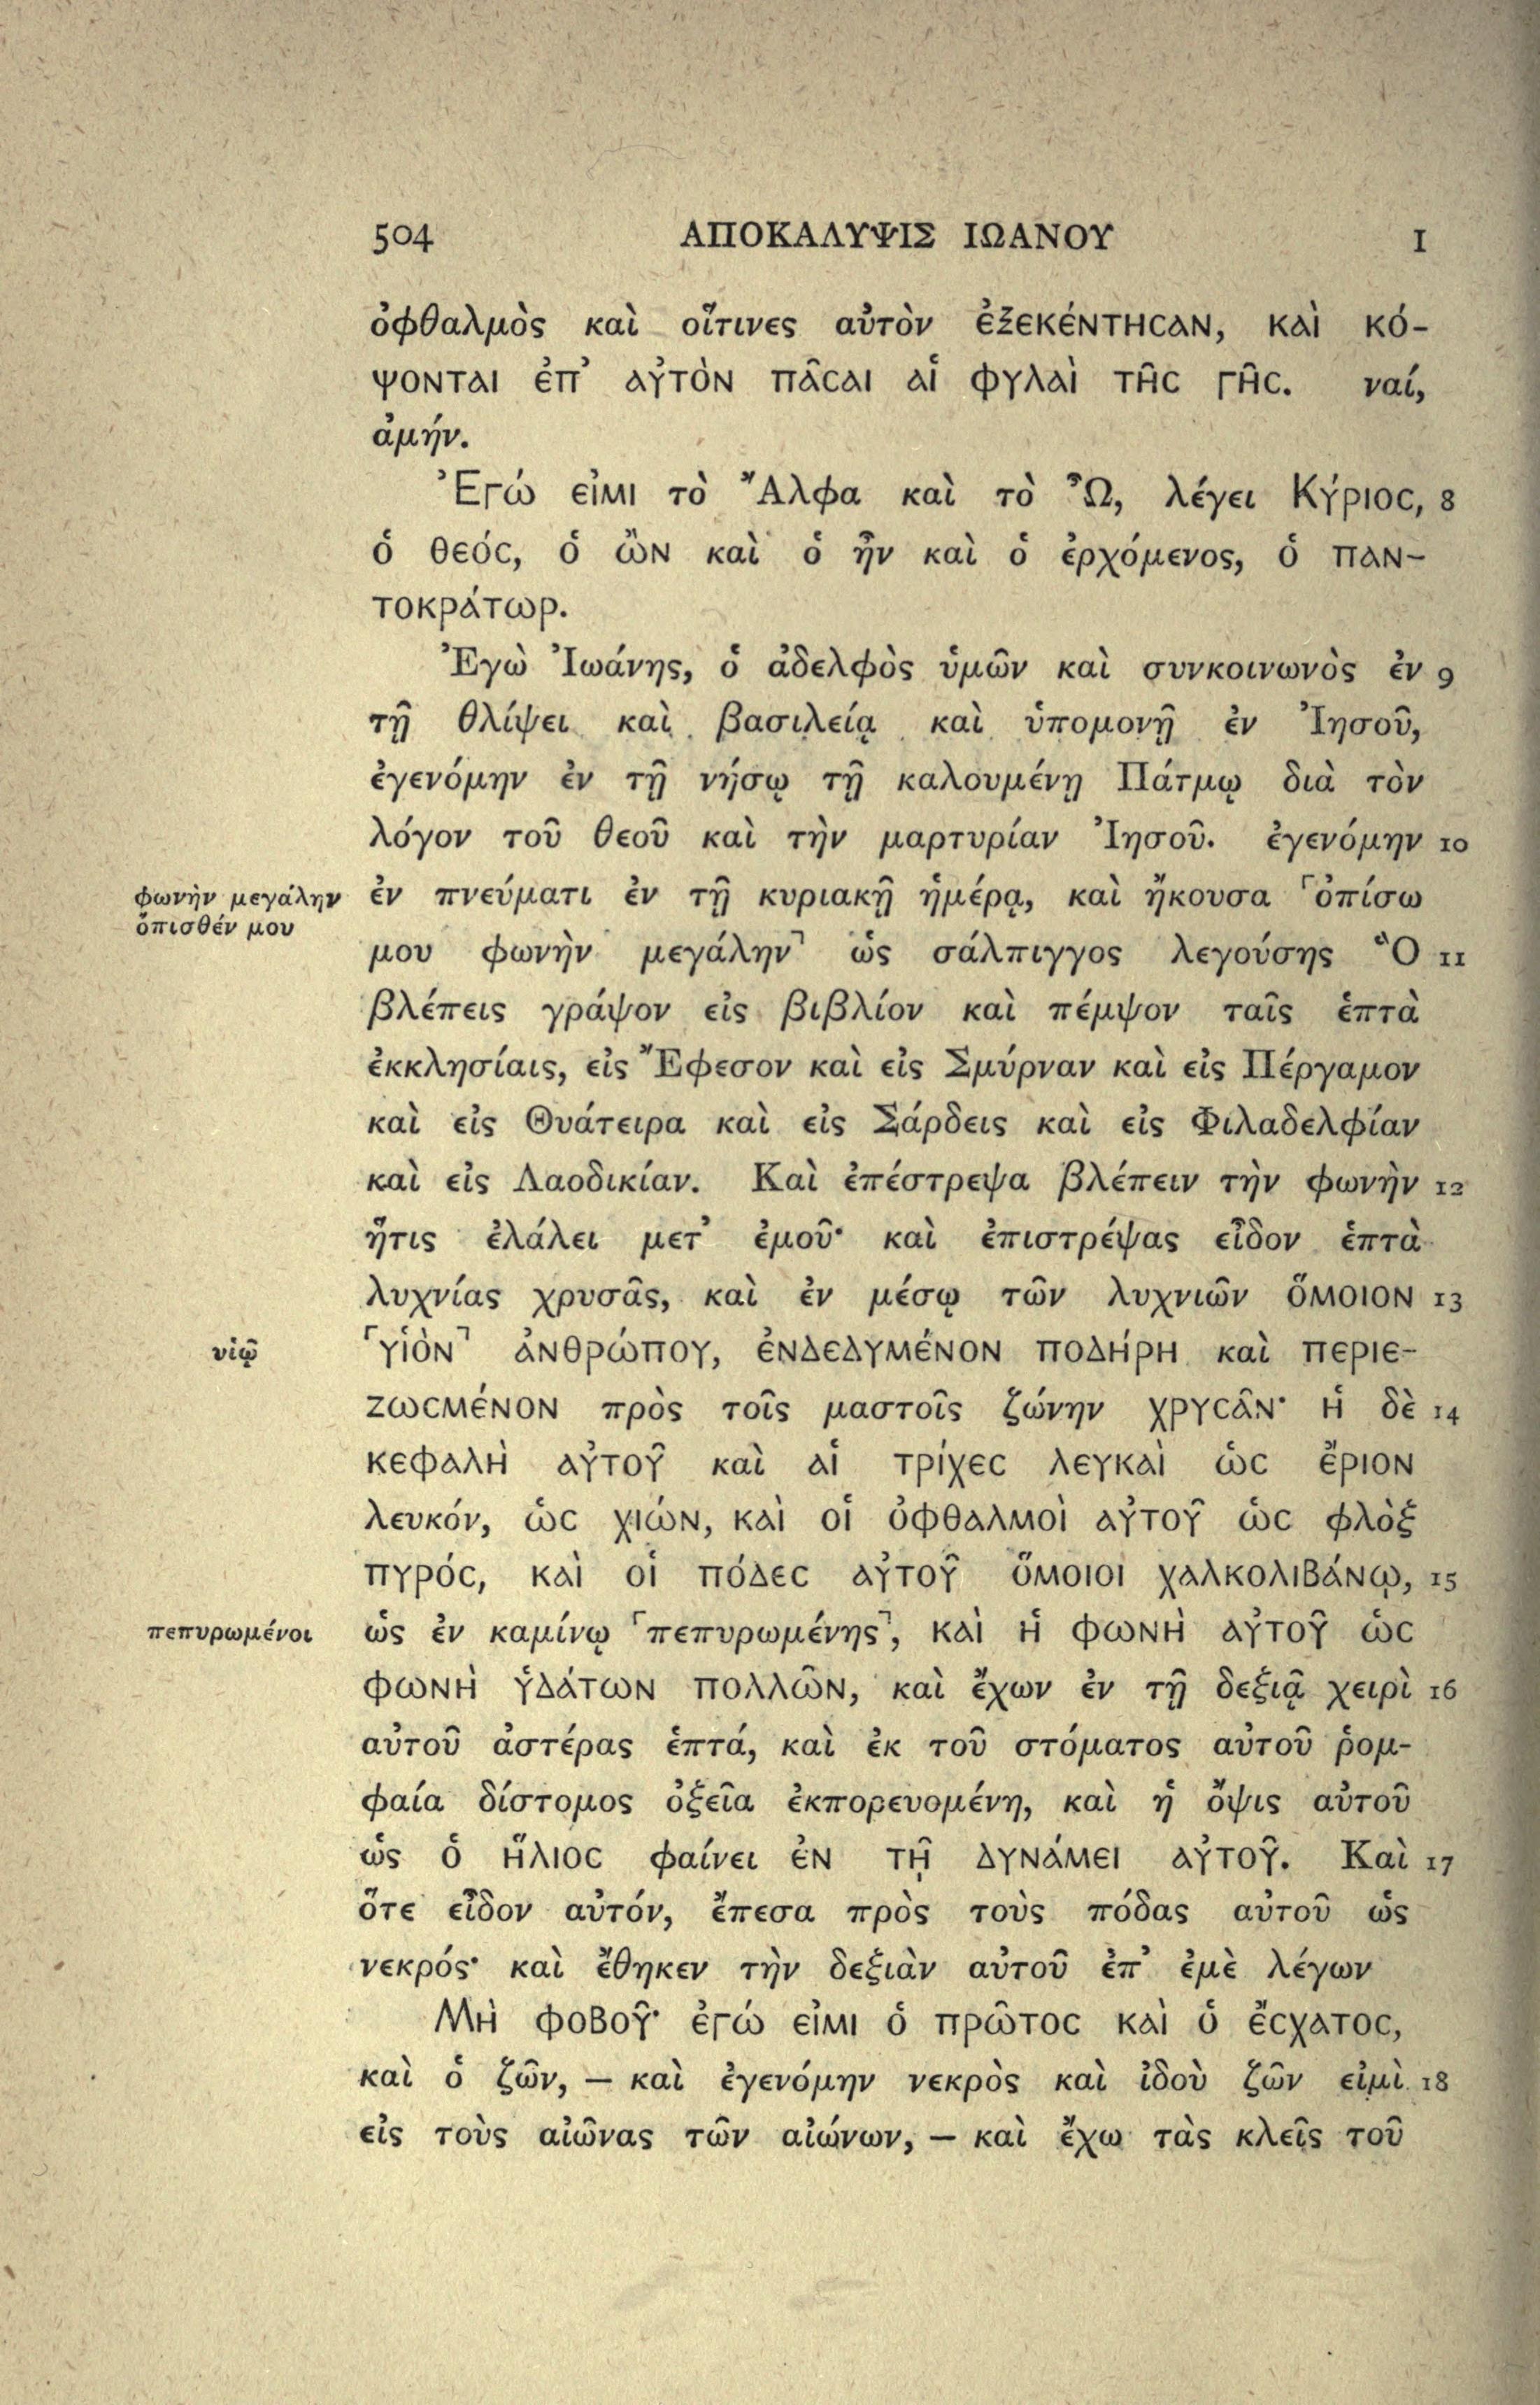 504 ΑΠΟΚΑΛΥΨΙΣ ΙΩΑΝΟΥ I
ὀφθαλμὸς καὶ οἵτινες αὐτὸν ἐξεκέντησαν, καὶ κό-
ψονται ἐπ’ αὐτὸν πᾶσαι αἱ φυλαὶ τῆς γῆς. ναί,
ἀμήν.
Ἐγώ εἰμι τὸ Ἄλφα καὶ τὸ Ὦ, λέγει Κύριος, 8
ὁ θεός, ὁ ὢν καὶ ὁ ἦν καὶ ὁ ἐρχόμενος, ὁ παν-
τοκράτωρ.
Ἐγὼ Ἰωάνης, ὁ ἀδελφὸς ὑμῶν καὶ συνκοινωνὸς ἐν 9
τῇ θλίψει καὶ βασιλείᾳ καὶ ὑπομονῇ ἐν Ἰησοῦ,
ἐγενόμην ἐν τῇ νήσῳ τῇ καλουμένῃ Πάτμῳ διὰ τὸν
λόγον τοῦ θεοῦ καὶ τὴν μαρτυρίαν Ἰησοῦ. ἐγενόμην 10
φωνὴν μεγάλην
ὄπισθέν μου
ἐν πνεύματι ἐν τῇ κυριακῇ ἡμέρᾳ, καὶ ἤκουσα ⸀ὀπίσω
μου φωνὴν μεγάλην⸣ ὡς σάλπιγγος λεγούσης Ὃ 11
βλέπεις γράψον εἰς βιβλίον καὶ πέμψον ταῖς ἑπτὰ
ἐκκλησίαις, εἰς Ἔφεσον καὶ εἰς Σμύρναν καὶ εἰς Πέργαμον
καὶ εἰς Θυάτειρα καὶ εἰς Σάρδεις καὶ εἰς Φιλαδελφίαν
καὶ εἰς Λαοδικίαν. Καὶ ἐπέστρεψα βλέπειν τὴν φωνὴν 12
ἥτις ἐλάλει μετ’ ἐμοῦ· καὶ ἐπιστρέψας εἶδον ἑπτὰ
λυχνίας χρυσᾶς, καὶ ἐν μέσῳ τῶν λυχνιῶν ὅμοιον 13
υἱῷ
⸀υἱὸν⸣ ἀνθρώπου, ἐνδεδυμένον ποδήρη καὶ περιε-
ζωσμένον πρὸς τοῖς μαστοῖς ζώνην χρυσᾶν· ἡ δὲ 14
κεφαλὴ αὐτοῦ καὶ αἱ τρίχες λευκαὶ ὡς ἔριον
λευκόν, ὡς χιών, καὶ οἱ ὀφθαλμοὶ αὐτοῦ ὡς φλὸξ
πυρός, καὶ οἱ πόδες αὐτοῦ ὅμοιοι χαλκολιβάνῳ, 15
πεπυρωμένοι
ὡς ἐν καμίνῳ ⸀πεπυρωμένης⸣, καὶ ἡ φωνὴ αὐτοῦ ὡς
φωνὴ ὑδάτων πολλῶν, καὶ ἔχων ἐν τῇ δεξιᾷ χειρὶ 16
αὐτοῦ ἀστέρας ἑπτά, καὶ ἐκ τοῦ στόματος αὐτοῦ ῥομ-
φαία δίστομος ὀξεῖα ἐκπορευομένη, καὶ ἡ ὄψις αὐτοῦ
ὡς ὁ ἥλιος φαίνει ἐν τῇ δυνάμει αὐτοῦ. Καὶ 17
ὅτε εἶδον αὐτόν, ἔπεσα πρὸς τοὺς πόδας αὐτοῦ ὡς
νεκρός· καὶ ἔθηκεν τὴν δεξιὰν αὐτοῦ ἐπ’ ἐμὲ λέγων
Μὴ φοβοῦ· ἐγώ εἰμι ὁ πρῶτος καὶ ὁ ἔσχατος,
καὶ ὁ ζῶν, – καὶ ἐγενόμην νεκρὸς καὶ ἰδοὺ ζῶν εἰμὶ 18
εἰς τοὺς αἰῶνας τῶν αἰώνων, – καὶ ἔχω τὰς κλεῖς τοῦ